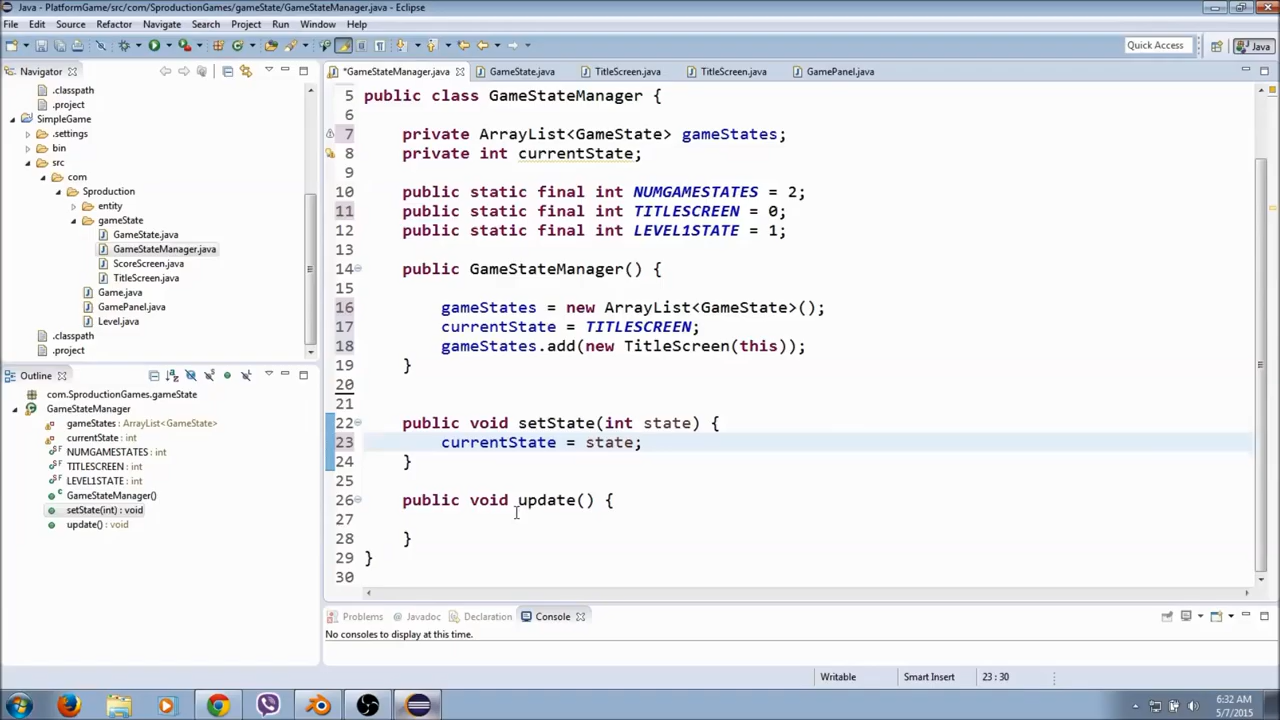 Java - PlatformGame/src/com/SproductionGames/gameState/GameStateManager.java - Eclipse
File Edit Source Refactor Navigate Search Project Run Window Help
Quick Access
Java
Navigator
*GameStateManager.java
GameState.java
TitleScreen.java
TitleScreen.java
GamePanel.java
.classpath
.project
SimpleGame
.settings
bin
src
com
Sproduction
entity
gameState
GameState.java
GameStateManager.java
ScoreScreen.java
TitleScreen.java
Game.java
GamePanel.java
Level.java
.classpath
.project
Outline
com.SproductionGames.gameState
GameStateManager
gameStates : ArrayList<GameState>
currentState : int
NUMGAMESTATES : int
TITLESCREEN : int
LEVEL1STATE : int
GameStateManager()
setState(int) : void
update() : void
5 public class GameStateManager {
6
7 private ArrayList<GameState> gameStates;
8 private int currentState;
9
10 public static final int NUMGAMESTATES = 2;
11 public static final int TITLESCREEN = 0;
12 public static final int LEVEL1STATE = 1;
13
14 public GameStateManager() {
15
16 gameStates = new ArrayList<GameState>();
17 currentState = TITLESCREEN;
18 gameStates.add(new TitleScreen(this));
19 }
20
21
22 public void setState(int state) {
23 currentState = state;
24 }
25
26 public void update() {
27
28 }
29 }
30
Problems @ Javadoc Declaration Console
No consoles to display at this time.
Writable Smart Insert 23 : 30
6:32 AM
5/7/2015